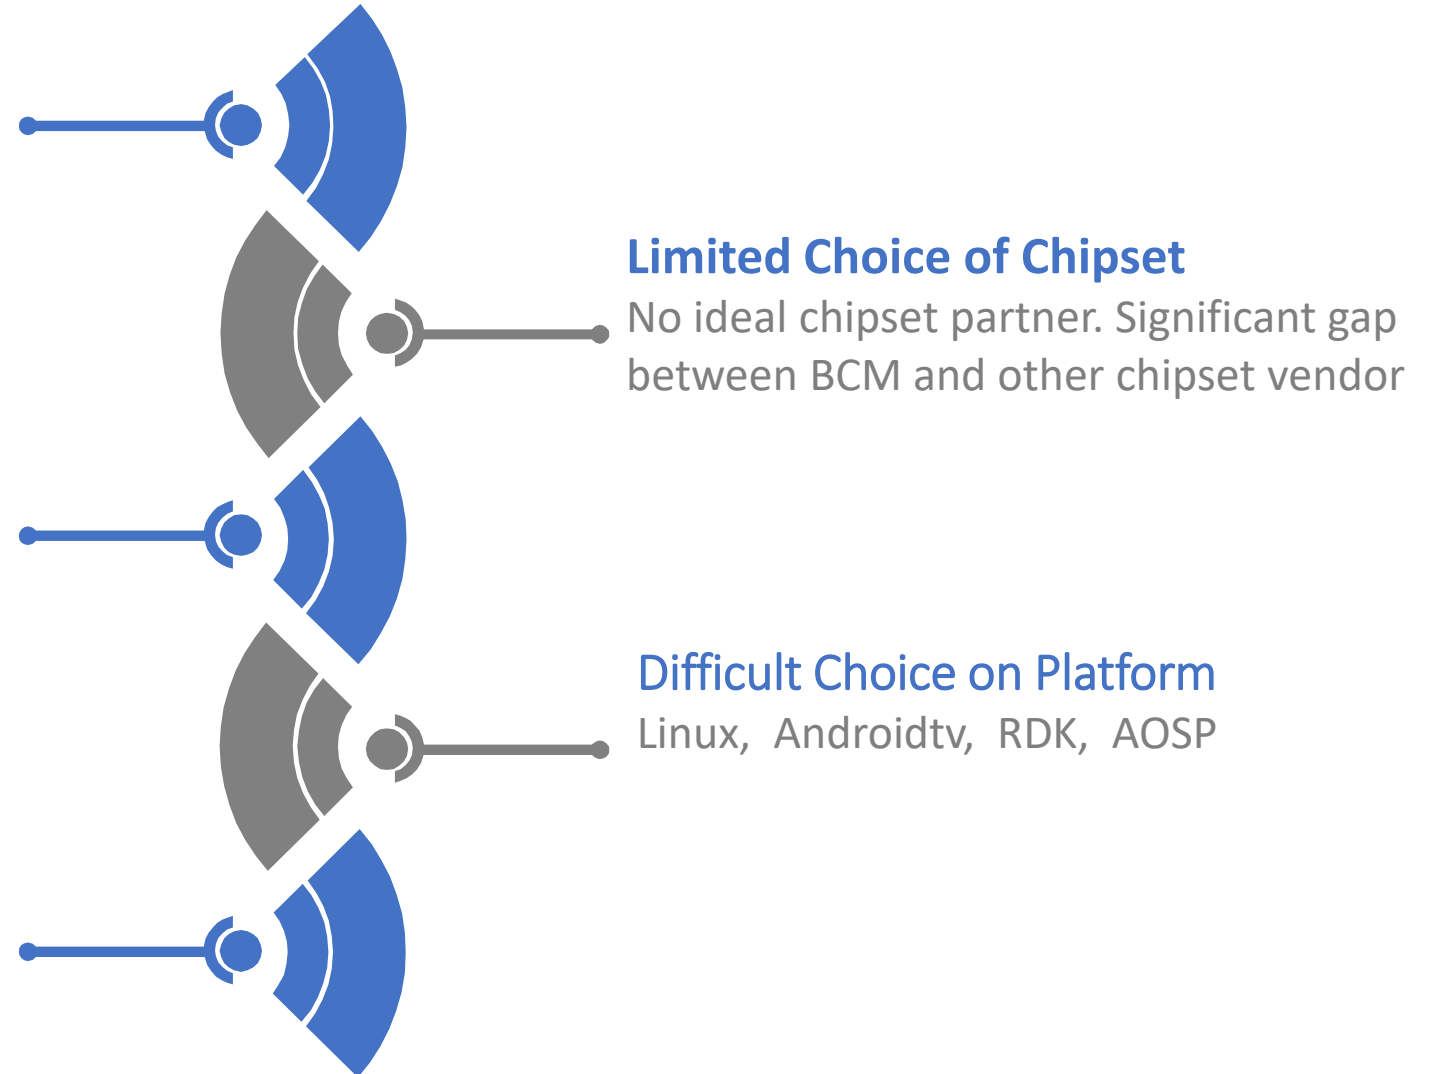 Limited Choice of Chipset
No ideal chipset partner. Significant gap
between BCM and other chipset vendor
Difficult Choice on Platform
Linux, Androidtv, RDK, AOSP